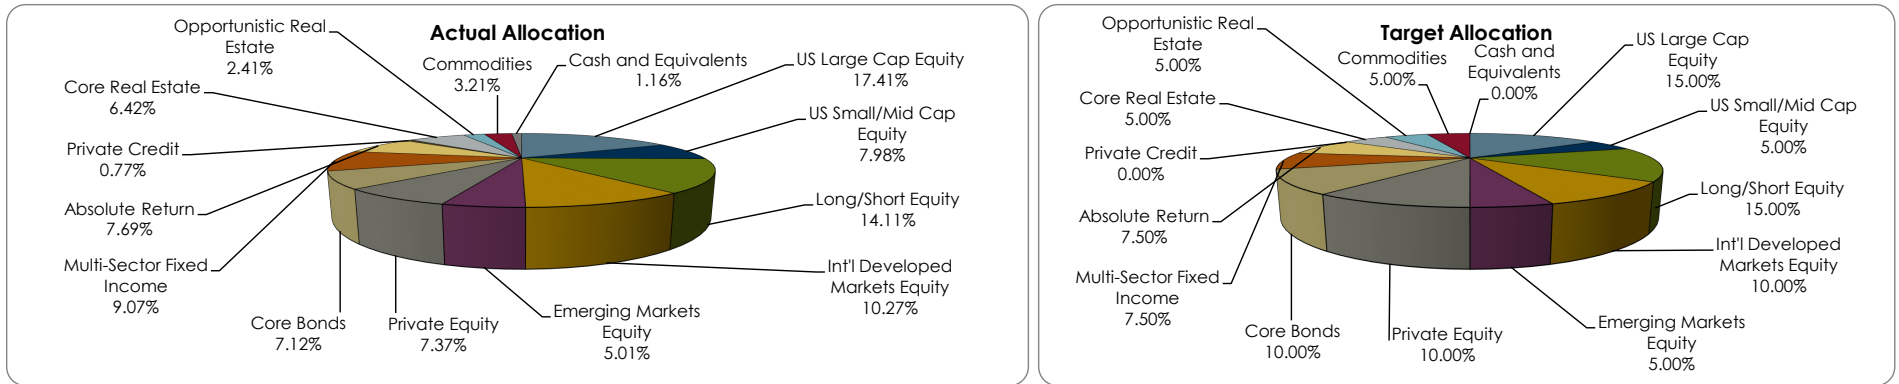 Actual Allocation
Opportunistic Real
Estate
2.41%
Commodities
3.21%
Cash and Equivalents
1.16%
US Large Cap Equity
17.41%
US Small/Mid Cap
Equity
7.98%
Long/Short Equity
14.11%
Int'l Developed
Markets Equity
10.27%
Emerging Markets
Equity
5.01%
Private Equity
7.37%
Core Bonds
7.12%
Multi-Sector Fixed
Income
9.07%
Absolute Return
7.69%
Private Credit
0.77%
Core Real Estate
6.42%
Target Allocation
Opportunistic Real
Estate
5.00%
Commodities
5.00%
Cash and
Equivalents
0.00%
US Large Cap
Equity
15.00%
US Small/Mid Cap
Equity
5.00%
Long/Short Equity
15.00%
Int'l Developed
Markets Equity
10.00%
Emerging Markets
Equity
5.00%
Private Equity
10.00%
Core Bonds
10.00%
Multi-Sector Fixed
Income
7.50%
Absolute Return
7.50%
Private Credit
0.00%
Core Real Estate
5.00%